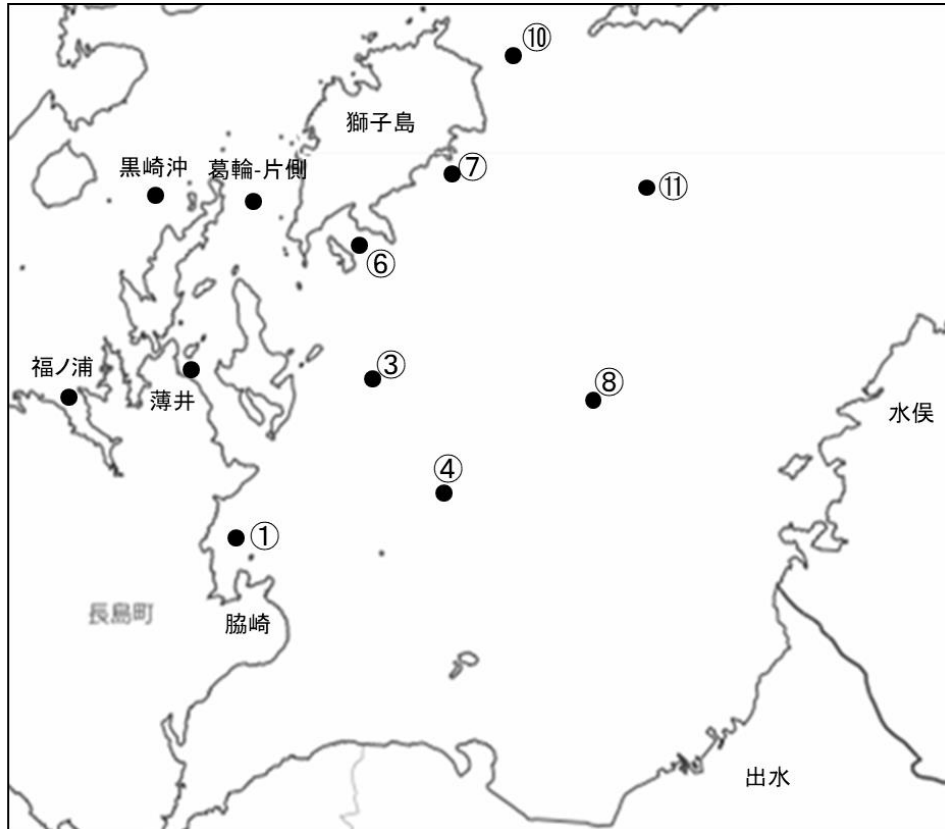 ⑩
獅子島
黒崎沖
葛輪-片側
⑦
⑪
⑥
福ノ浦
薄井
③
⑧
水俣
④
①
長島町
脇崎
出水